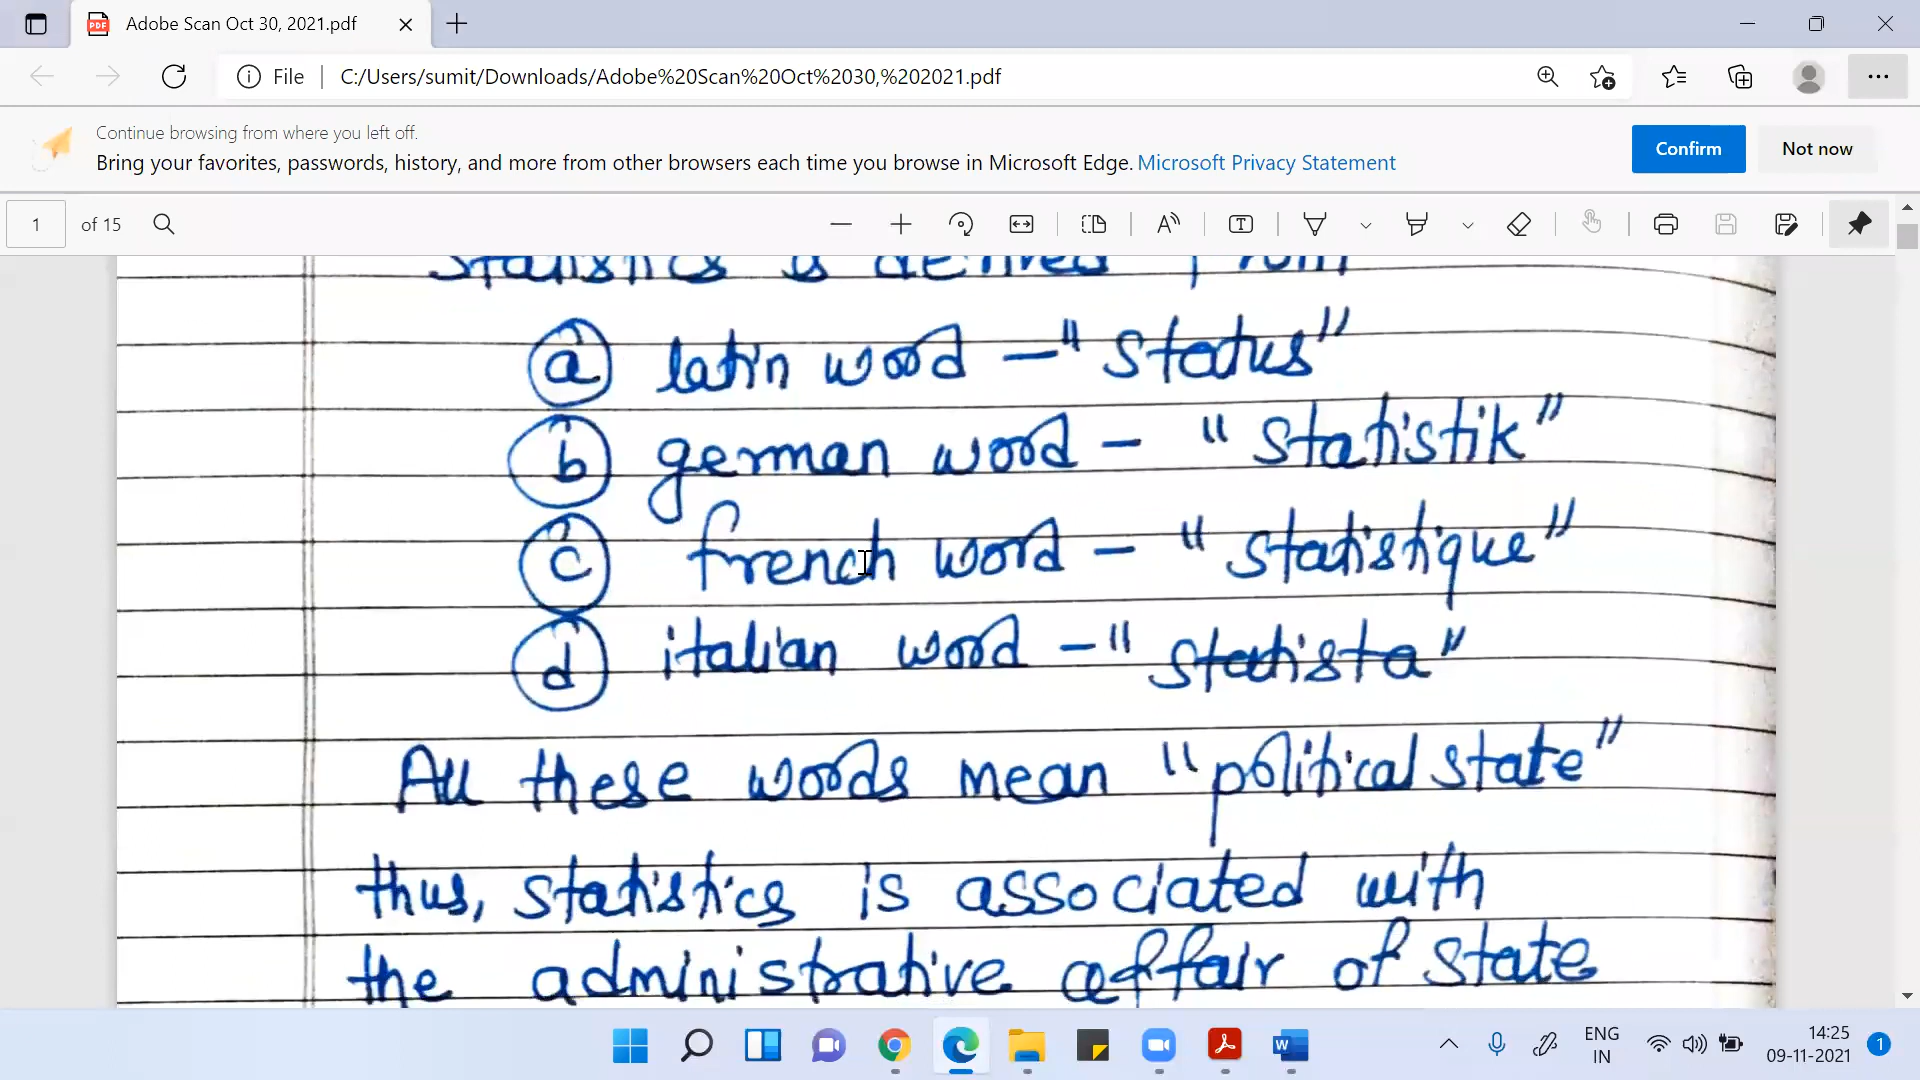 Adobe Scan Oct 30, 2021.pdf
File C:/Users/sumit/Downloads/Adobe%20Scan%20Oct%2030,%202021.pdf
Continue browsing from where you left off.
Bring your favorites, passwords, history, and more from other browsers each time you browse in Microsoft Edge. Microsoft Privacy Statement
Confirm
Not now
1 of 15
statistics is derived from
a latin word – "status"
b german word – "Statistik"
c french word – "statistique"
d italian word – "statista"
All these words mean "political state"
thus, statistics is associated with
the administrative affair of state
ENG
IN
14:25
09-11-2021
1